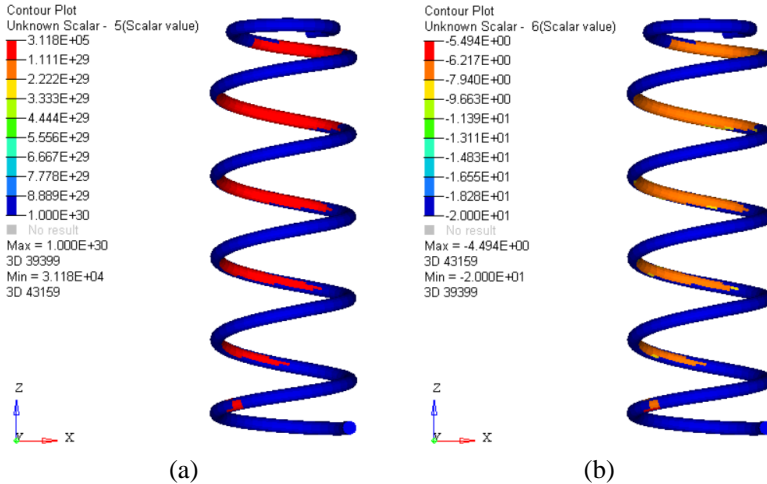 Contour Plot
Unknown Scalar - 5(Scalar value)
3.118E+05
1.111E+29
2.222E+29
3.333E+29
4.444E+29
5.556E+29
6.667E+29
7.778E+29
8.889E+29
1.000E+30
No result
Max = 1.000E+30
3D 39399
Min = 3.118E+04
3D 43159
Z
Y
X
(a)
Contour Plot
Unknown Scalar - 6(Scalar value)
-5.494E+00
-6.217E+00
-7.940E+00
-9.663E+00
-1.139E+01
-1.311E+01
-1.483E+01
-1.655E+01
-1.828E+01
-2.000E+01
No result
Max = -4.494E+00
3D 43159
Min = -2.000E+01
3D 39399
Z
Y
X
(b)